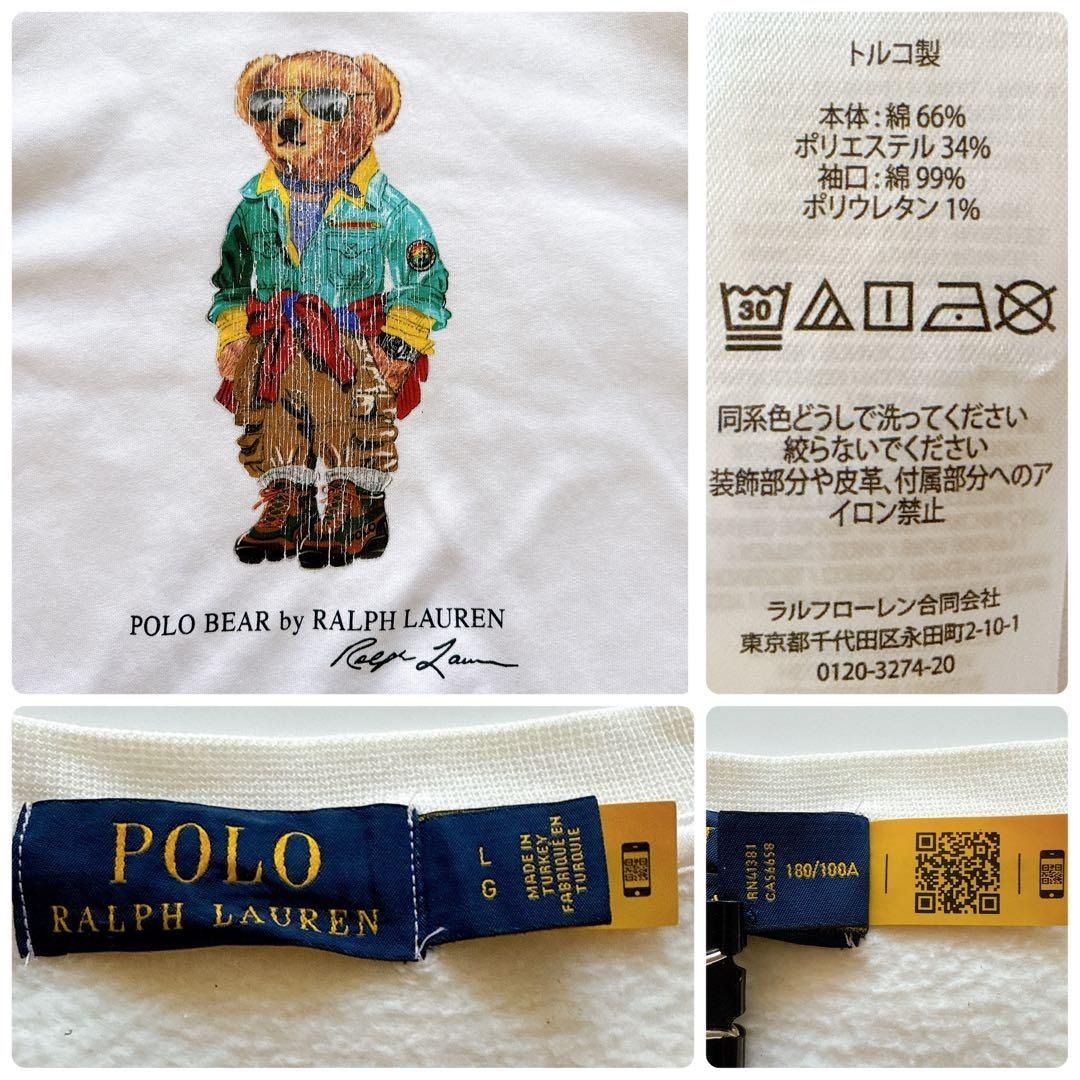 POLO BEAR by RALPH LAUREN
Ralph Lauren
トルコ製
本体:綿 66%
ポリエステル 34%
袖口:綿 99%
ポリウレタン 1%
30
同系色どうしで洗ってください
絞らないでください
装飾部分や皮革、付属部分へのア
イロン禁止
ラルフローレン合同会社
東京都千代田区永田町2-10-1
0120-3274-20
POLO
RALPH LAUREN
L
G
MADE IN
TURKEY
FABRIQUÉ EN
TURQUIE
RN41381
CA56658
180/100A